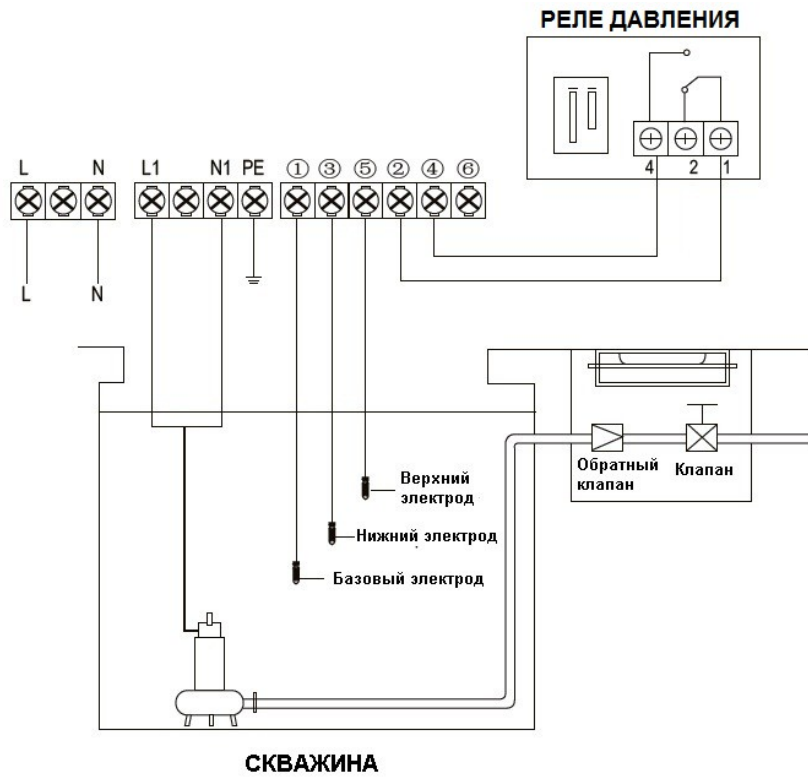 РЕЛЕ ДАВЛЕНИЯ
4 2 1
L N L1 N1 PE ① ③ ⑤ ② ④ ⑥
L N
Верхний
электрод
Нижний электрод
Базовый электрод
Обратный
клапан
Клапан
СКВАЖИНА